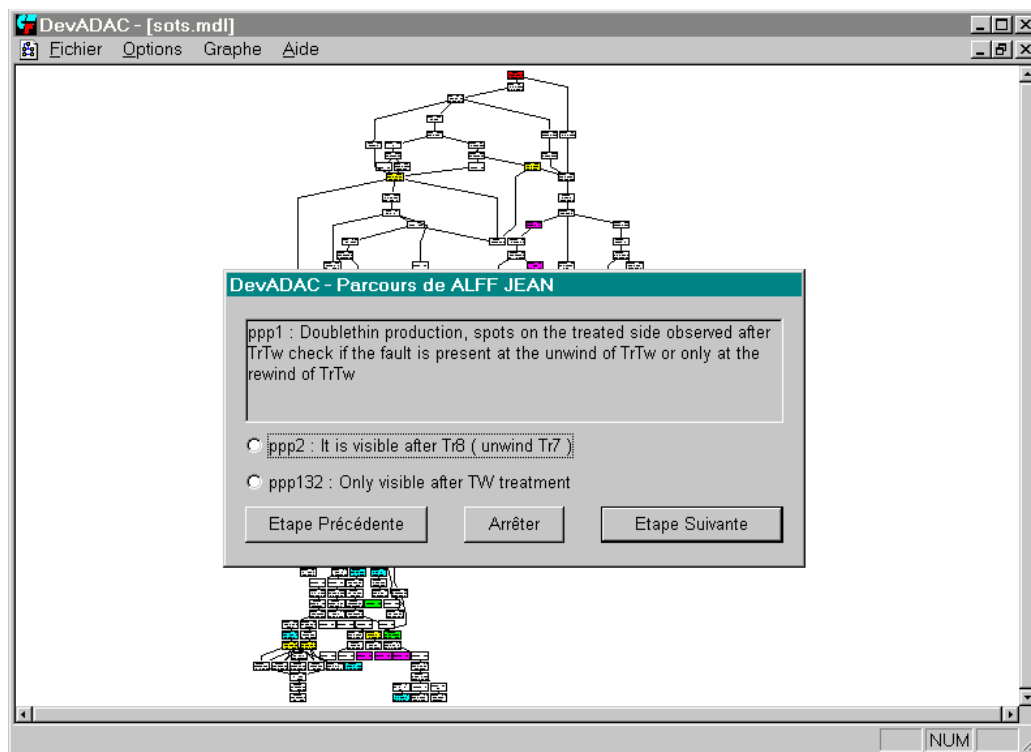 DevADAC - [sots.mdl]
Fichier Options Graphe Aide
DevADAC - Parcours de ALFF JEAN
ppp1 : Doublethin production, spots on the treated side observed after
TrTw check if the fault is present at the unwind of TrTw or only at the
rewind of TrTw
ppp2 : It is visible after Tr8 ( unwind Tr7 )
ppp132 : Only visible after TW treatment
Etape Précédente Arrêter Etape Suivante
NUM